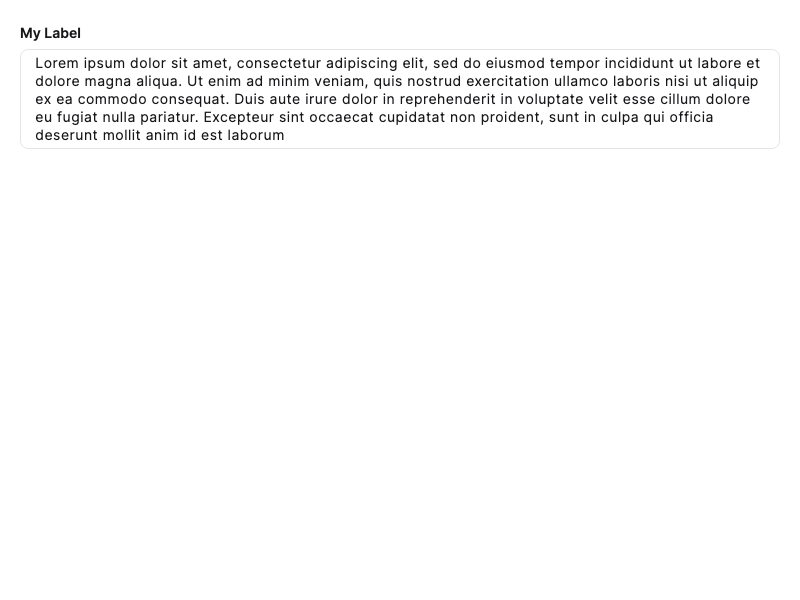 My Label
Lorem ipsum dolor sit amet, consectetur adipiscing elit, sed do eiusmod tempor incididunt ut labore et
dolore magna aliqua. Ut enim ad minim veniam, quis nostrud exercitation ullamco laboris nisi ut aliquip
ex ea commodo consequat. Duis aute irure dolor in reprehenderit in voluptate velit esse cillum dolore
eu fugiat nulla pariatur. Excepteur sint occaecat cupidatat non proident, sunt in culpa qui officia
deserunt mollit anim id est laborum